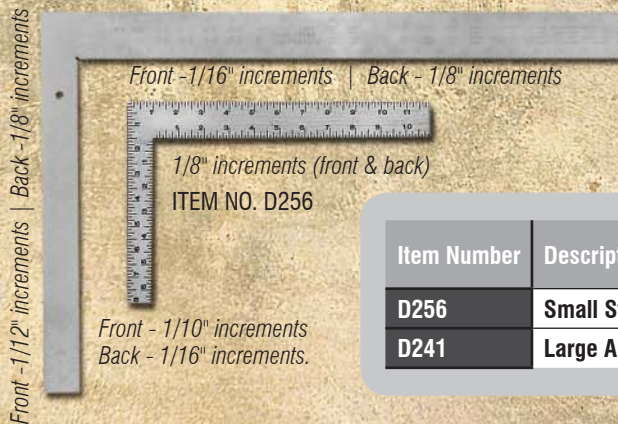 Front -1/12" increments | Back -1/8" increments
Front -1/16" increments | Back - 1/8" increments
1/8" increments (front & back)
ITEM NO. D256
Front - 1/10" increments
Back - 1/16" increments.
Item Number
D256 Small
D241 Large